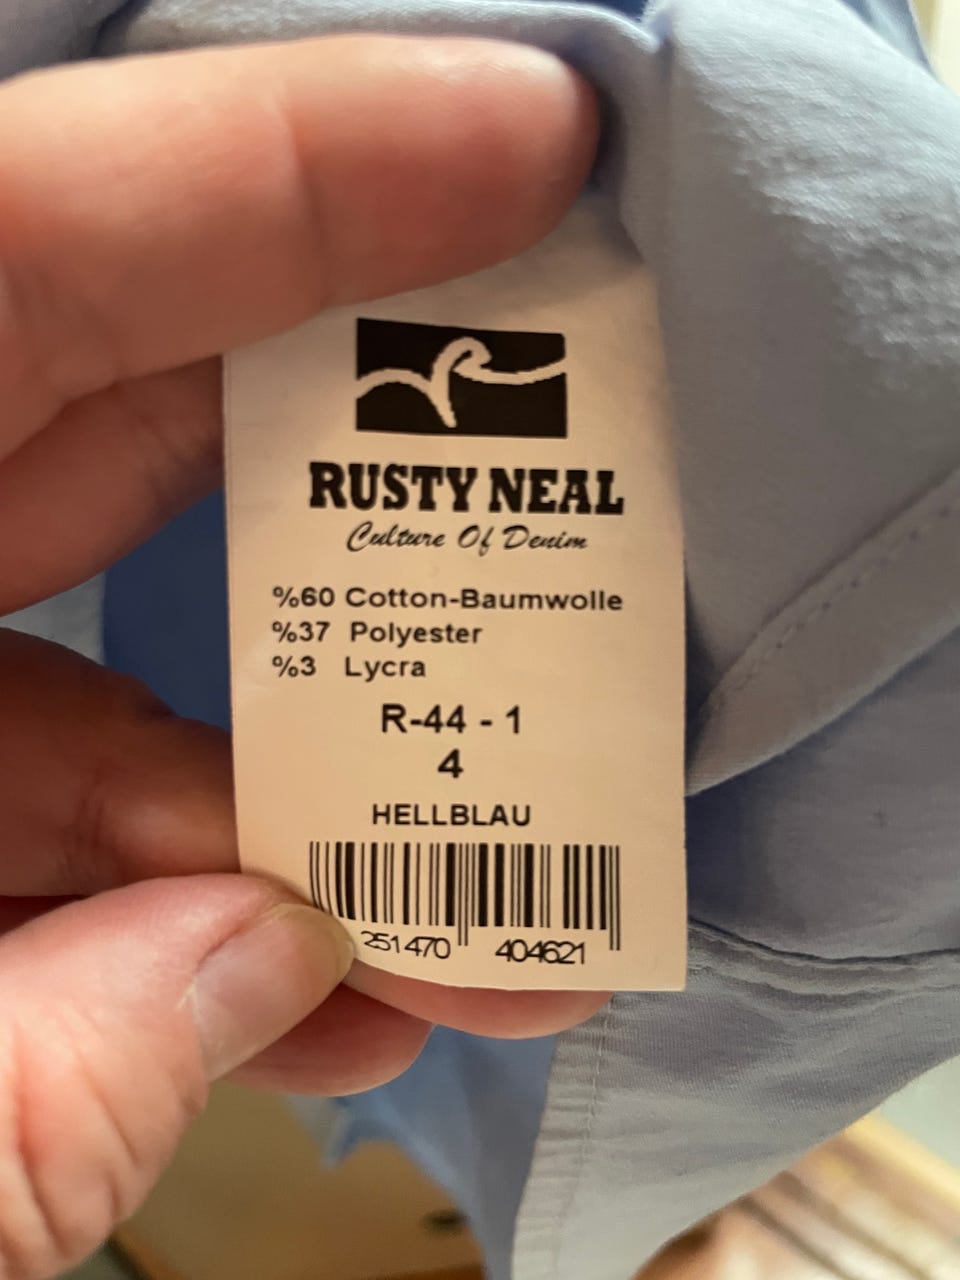 RUSTY NEAL
Culture Of Denim
%60 Cotton-Baumwolle
%37 Polyester
%3 Lycra
R-44 - 1
4
HELLBLAU
251470 404621